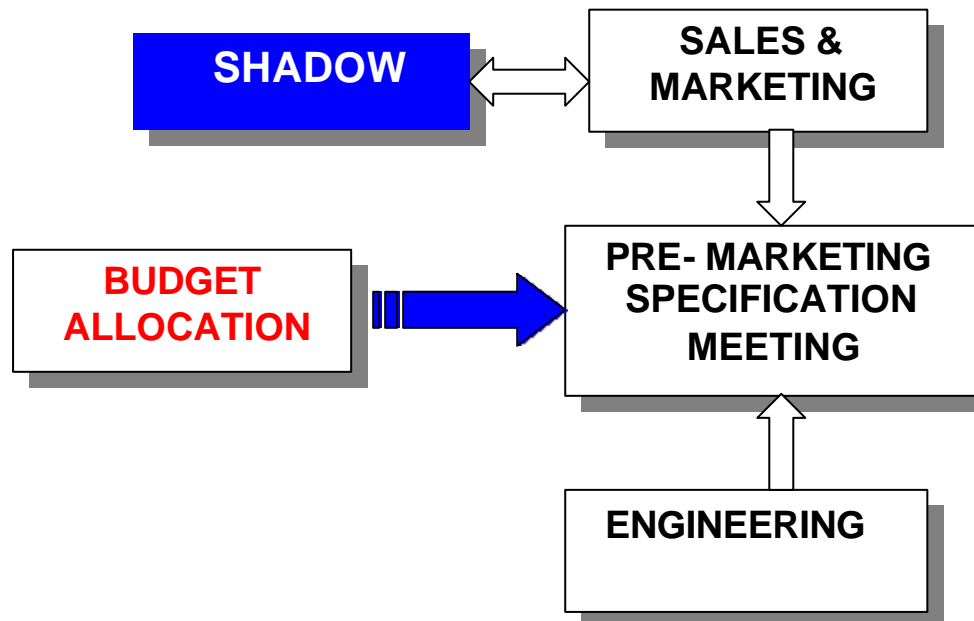 SHADOW
SALES &
MARKETING
BUDGET
ALLOCATION
PRE- MARKETING
SPECIFICATION
MEETING
ENGINEERING